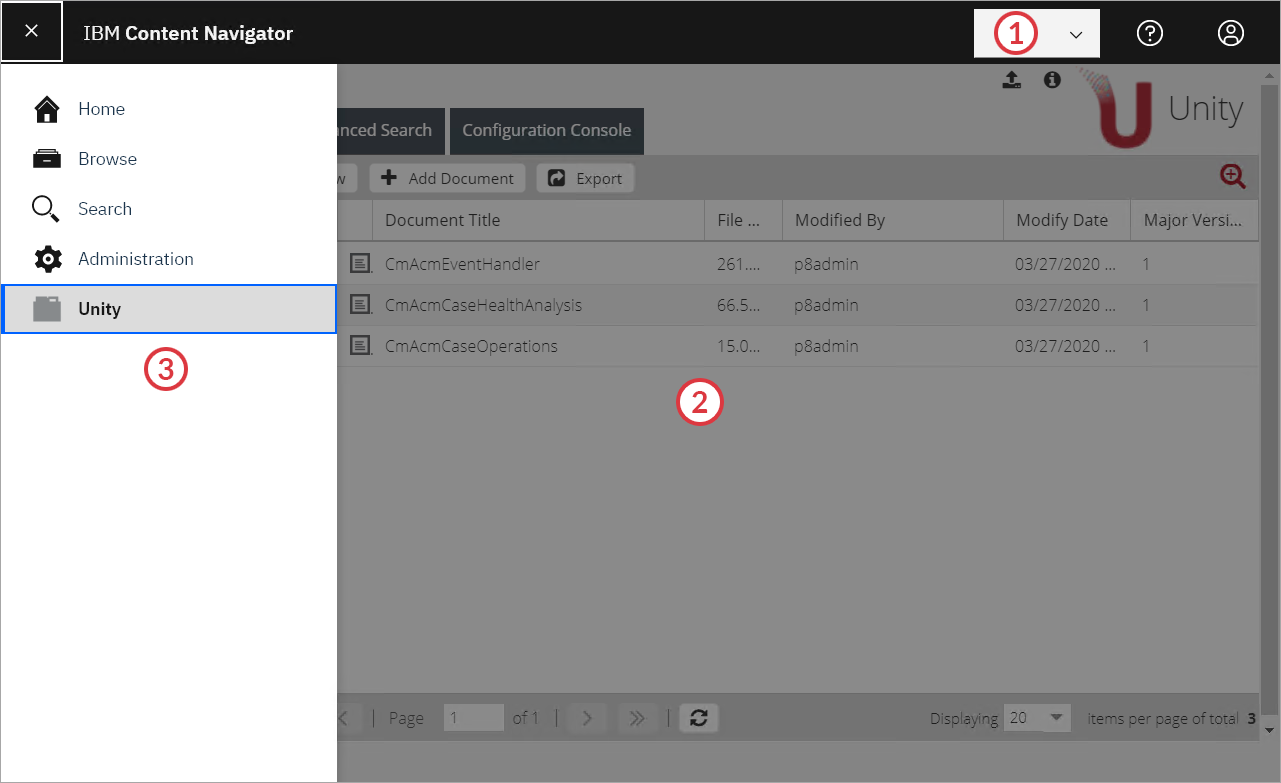 IBM Content Navigator
1
Unity
Home
Browse
Search
Administration
Unity
3
nced Search
Configuration Console
w
Add Document
Export
Document Title
File ...
Modified By
Modify Date
Major Versi...
CmAcmEventHandler
261....
p8admin
03/27/2020 ...
1
CmAcmCaseHealthAnalysis
66.5...
p8admin
03/27/2020 ...
1
CmAcmCaseOperations
15.0...
p8admin
03/27/2020 ...
1
2
Page
1
of 1
Displaying
20
items per page of total 3